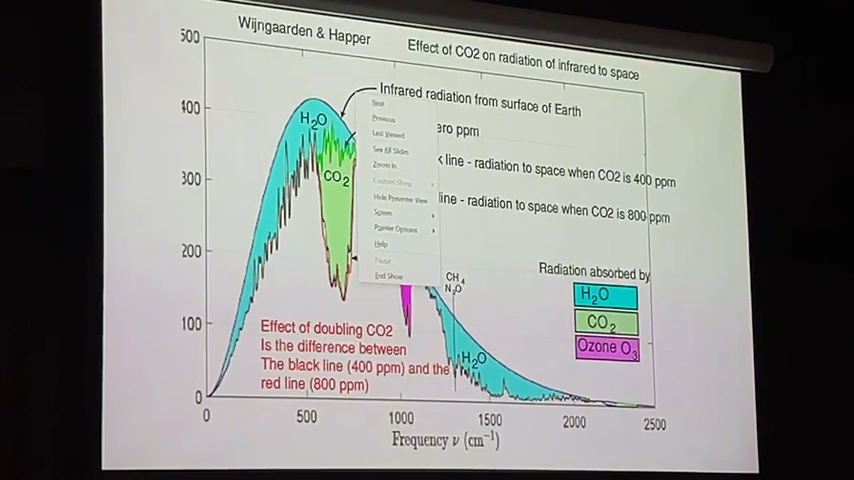 Wijngaarden & Happer
Effect of CO2 on radiation of infrared to space
500
400
300
200
100
0
Infrared radiation from surface of Earth
ero ppm
k line - radiation to space when CO2 is 400 ppm
line - radiation to space when CO2 is 800 ppm
H2O
CO2
Next
Previous
Last Viewed
See All Slides
Zoom In
Custom Show
Hide Presenter View
Screen
Pointer Options
Help
Pause
End Show
CH4
N2O
H2O
Radiation absorbed by
H2O
CO2
Ozone O3
Effect of doubling CO2
Is the difference between
The black line (400 ppm) and the
red line (800 ppm)
0
500
1000
1500
2000
2500
Frequency ν (cm⁻¹)